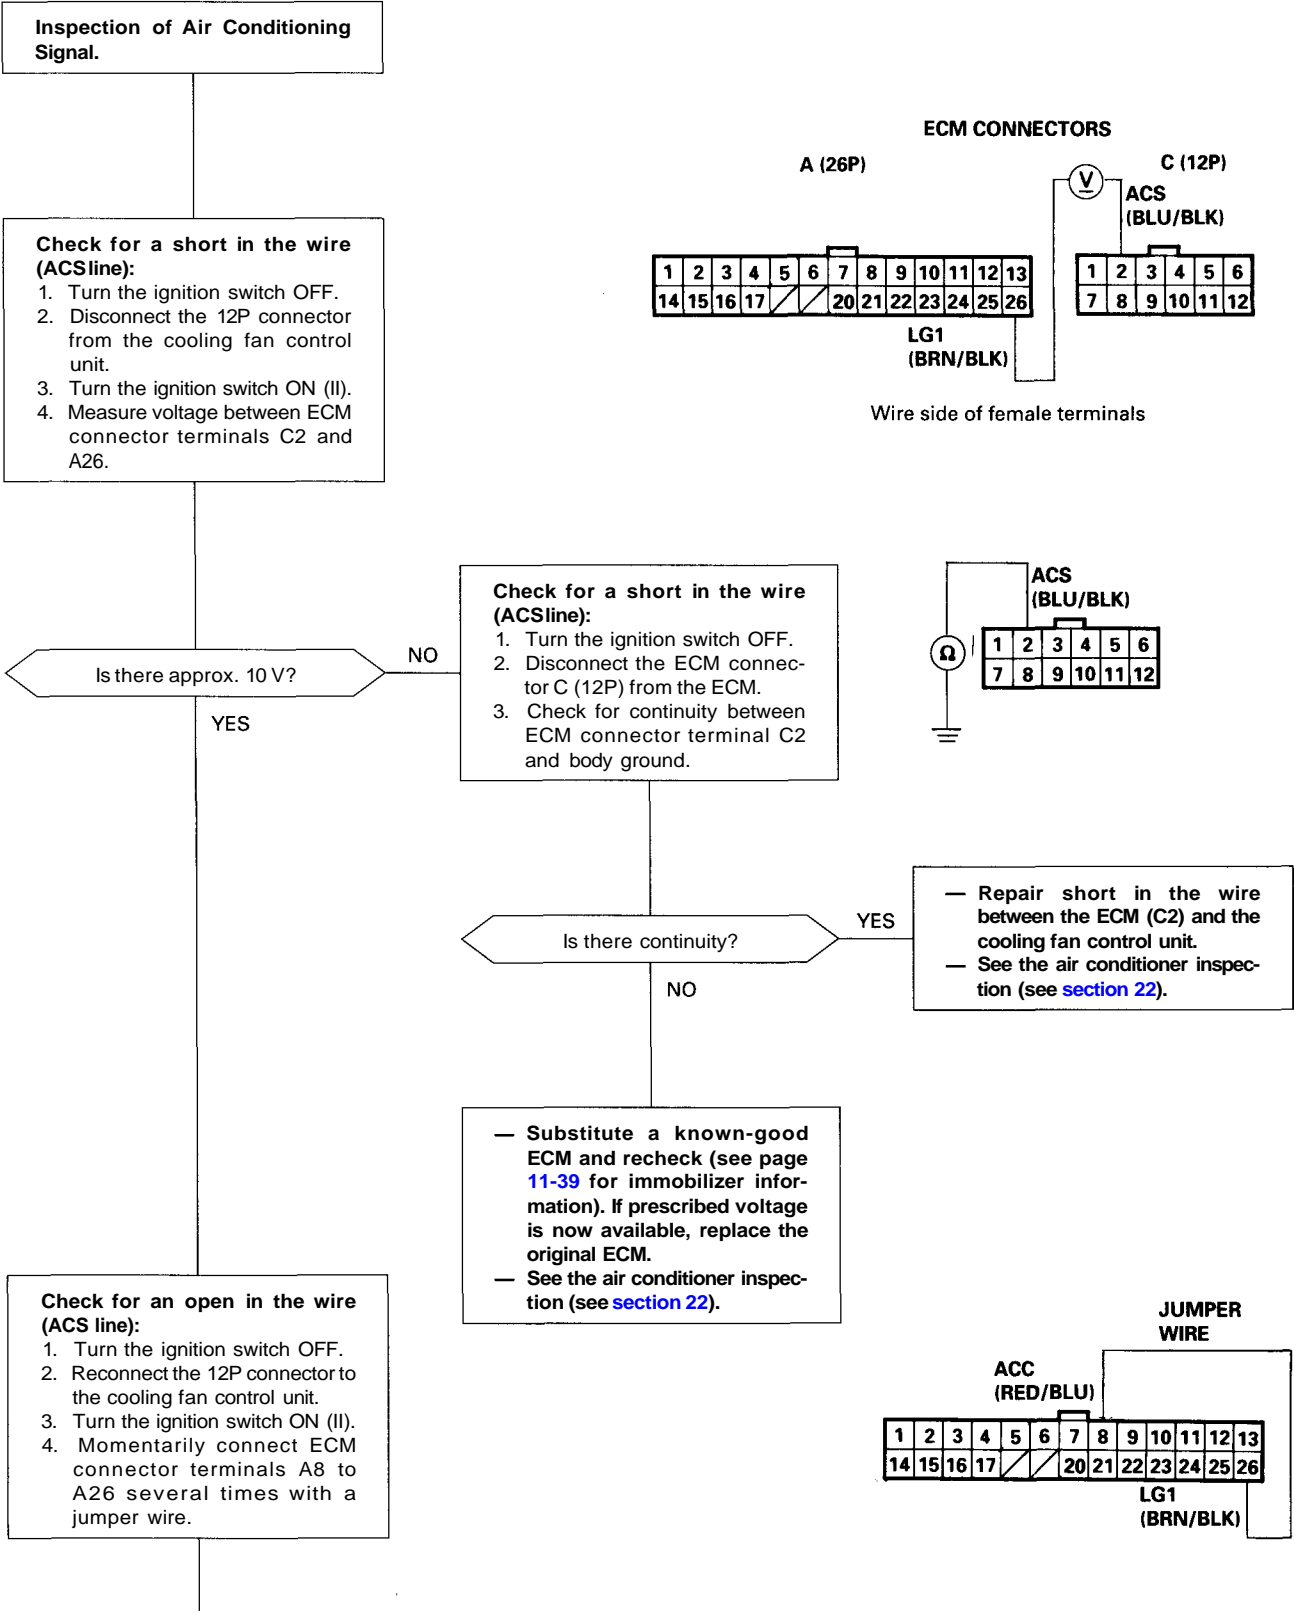 Inspection of Air Conditioning
Signal.
ECM CONNECTORS
A (26P)
C (12P)
V
ACS
(BLU/BLK)
1 2 3 4 5 6 7 8 9 10 11 12 13
14 15 16 17 20 21 22 23 24 25 26
1 2 3 4 5 6
7 8 9 10 11 12
LG1
(BRN/BLK)
Wire side of female terminals
Check for a short in the wire
(ACS line):
1. Turn the ignition switch OFF.
2. Disconnect the 12P connector
from the cooling fan control
unit.
3. Turn the ignition switch ON (II).
4. Measure voltage between ECM
connector terminals C2 and
A26.
Is there approx. 10 V?
NO
YES
Check for a short in the wire
(ACS line):
1. Turn the ignition switch OFF.
2. Disconnect the ECM connec-
tor C (12P) from the ECM.
3. Check for continuity between
ECM connector terminal C2
and body ground.
ACS
(BLU/BLK)
Ω
1 2 3 4 5 6
7 8 9 10 11 12
Is there continuity?
YES
NO
— Repair short in the wire
between the ECM (C2) and the
cooling fan control unit.
— See the air conditioner inspec-
tion (see section 22).
— Substitute a known-good
ECM and recheck (see page
11-39 for immobilizer infor-
mation). If prescribed voltage
is now available, replace the
original ECM.
— See the air conditioner inspec-
tion (see section 22).
Check for an open in the wire
(ACS line):
1. Turn the ignition switch OFF.
2. Reconnect the 12P connector to
the cooling fan control unit.
3. Turn the ignition switch ON (II).
4. Momentarily connect ECM
connector terminals A8 to
A26 several times with a
jumper wire.
JUMPER
WIRE
ACC
(RED/BLU)
1 2 3 4 5 6 7 8 9 10 11 12 13
14 15 16 17 20 21 22 23 24 25 26
LG1
(BRN/BLK)